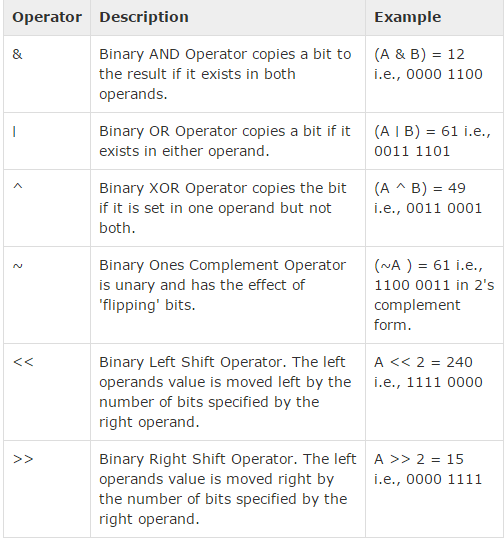 Operator Description Example
& Binary AND Operator copies a bit to (A & B) = 12
the result if it exists in both i.e., 0000 1100
operands.
| Binary OR Operator copies a bit if it (A | B) = 61 i.e.,
exists in either operand. 0011 1101
^ Binary XOR Operator copies the bit (A ^ B) = 49
if it is set in one operand but not i.e., 0011 0001
both.
~ Binary Ones Complement Operator (~A ) = 61 i.e.,
is unary and has the effect of 1100 0011 in 2's
'flipping' bits. complement
form.
<< Binary Left Shift Operator. The left A << 2 = 240
operands value is moved left by the i.e., 1111 0000
number of bits specified by the
right operand.
>> Binary Right Shift Operator. The left A >> 2 = 15
operands value is moved right by i.e., 0000 1111
the number of bits specified by the
right operand.